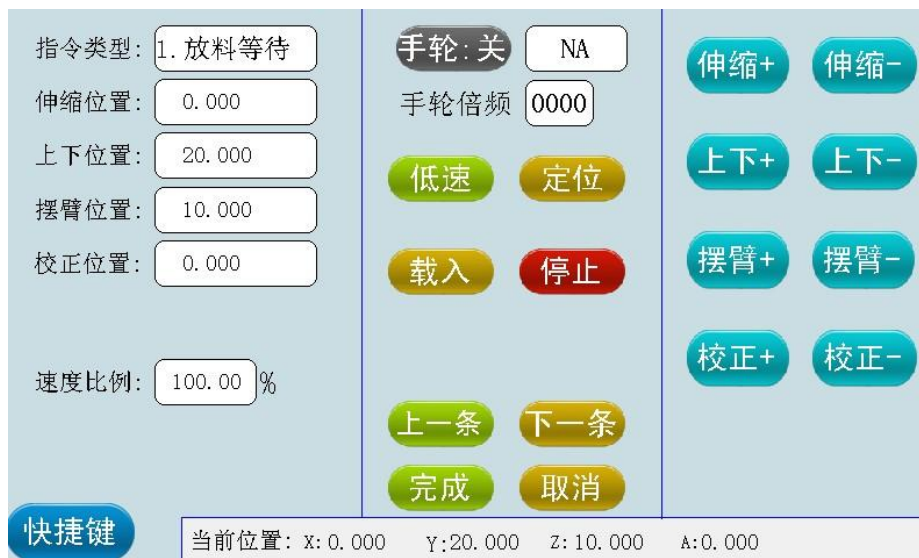 指令类型: 1. 放料等待
伸缩位置: 0.000
上下位置: 20.000
摆臂位置: 10.000
校正位置: 0.000
速度比例: 100.00 %
快捷键
手轮:关 NA
手轮倍频 0000
低速 定位
载入 停止
上一条 下一条
完成 取消
伸缩+ 伸缩-
上下+ 上下-
摆臂+ 摆臂-
校正+ 校正-
当前位置: X:0.000 Y:20.000 Z:10.000 A:0.000